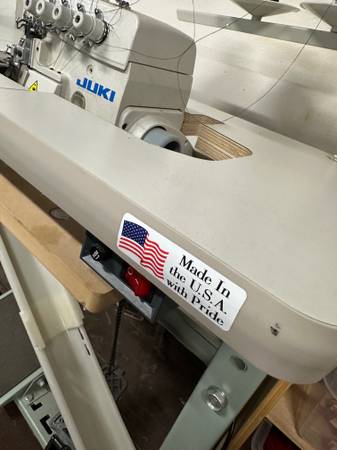 JUKI
Made In
the U.S.A.
with Pride